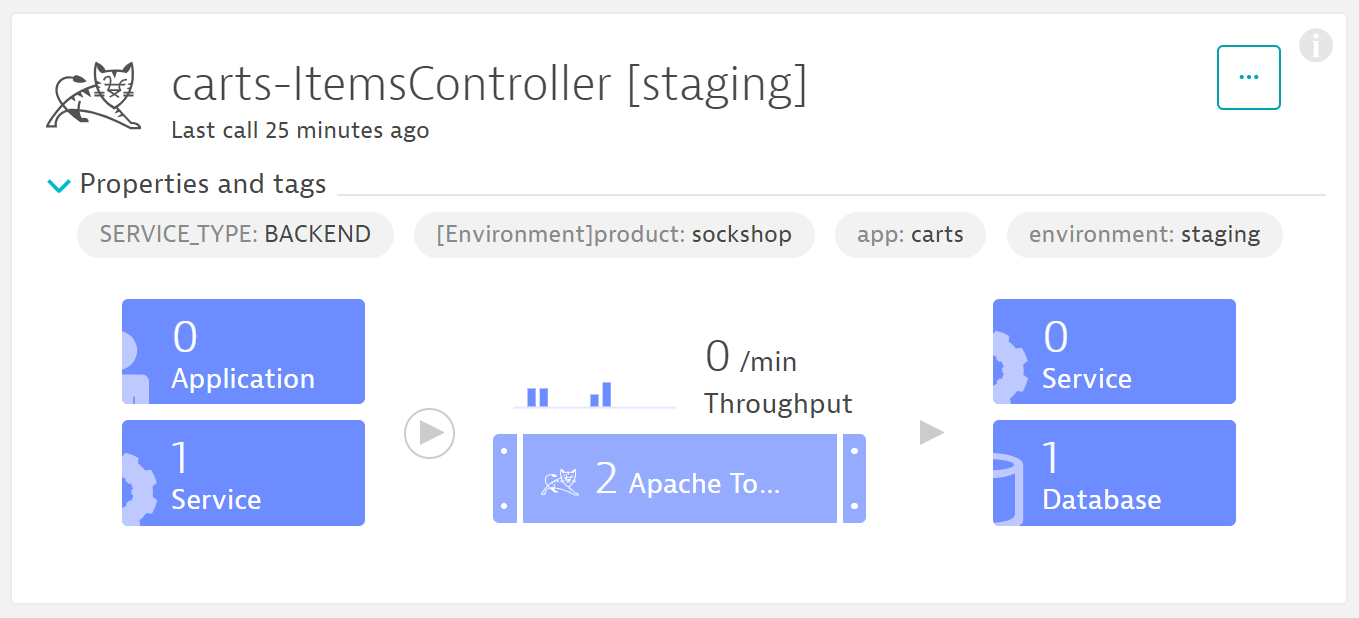 carts-ItemsController [staging]
...
Last call 25 minutes ago
Properties and tags
SERVICE_TYPE: BACKEND
[Environment]product: sockshop
app: carts
environment: staging
0
Application
1
Service
0 /min
Throughput
2 Apache To...
0
Service
1
Database